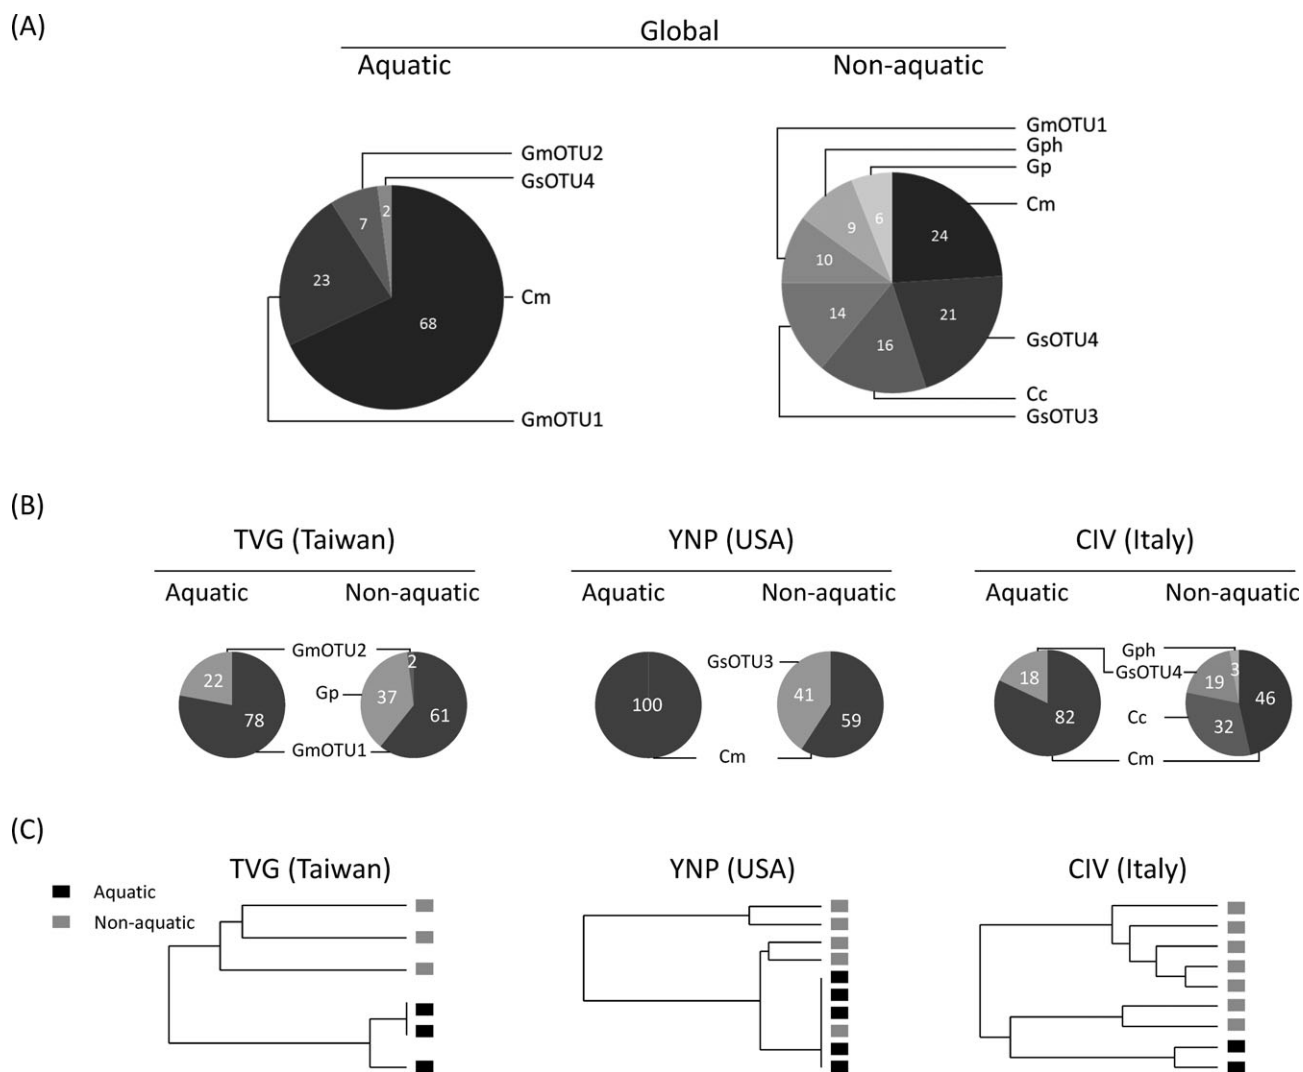 (A)
Global
Aquatic
Non-aquatic
GmOTU2
GsOTU4
Cm
GmOTU1
2
7
23
68
GmOTU1
Gph
Gp
Cm
GsOTU4
Cc
GsOTU3
6
9
24
10
14
21
16
(B)
TVG (Taiwan)
Aquatic
Non-aquatic
GmOTU2
Gp
GmOTU1
22
78
2
37
61
YNP (USA)
Aquatic
Non-aquatic
GsOTU3
Cm
100
41
59
CIV (Italy)
Aquatic
Non-aquatic
Gph
GsOTU4
Cc
Cm
18
82
3
19
46
32
(C)
TVG (Taiwan)
YNP (USA)
CIV (Italy)
Aquatic
Non-aquatic